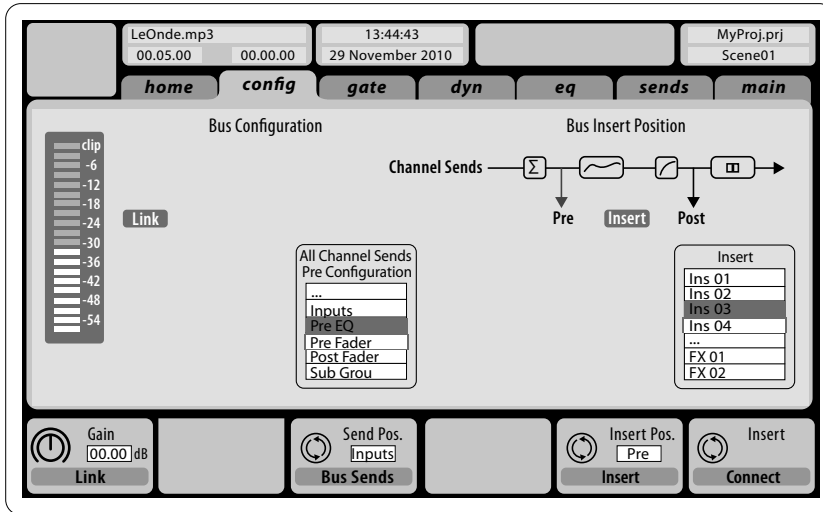 LeOnde.mp3
00.05.00 00.00.00
13:44:43
29 November 2010
MyProj.prj
Scene01
home config gate dyn eq sends main
Bus Configuration
Bus Insert Position
clip
-6
-12
-18
-24
-30
-36
-42
-48
-54
Link
Channel Sends
Σ
Pre Insert Post
All Channel Sends
Pre Configuration
...
Inputs
Pre EQ
Pre Fader
Post Fader
Sub Grou
Insert
Ins 01
Ins 02
Ins 03
Ins 04
...
FX 01
FX 02
Gain
00.00 dB
Link
Send Pos.
Inputs
Bus Sends
Insert Pos.
Pre
Insert
Insert
Connect